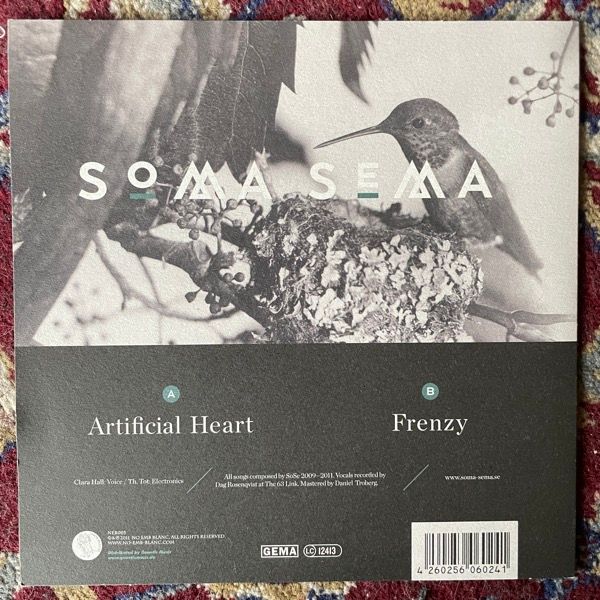 SOMA SEMA
A
Artificial Heart
B
Frenzy
Clara Hall: Voice / Th. Tot: Electronics
All songs composed by SoSe 2009–2011. Vocals recorded by
Dag Rosenqvist at The 63 Link. Mastered by Daniel Troberg.
www.soma-sema.se
2011 NO EMB BLANC. ALL RIGHTS RESERVED.
WWW.NO-EMB-BLANC.COM
distributed by
GEMA
LC 12413
4 260256 060241